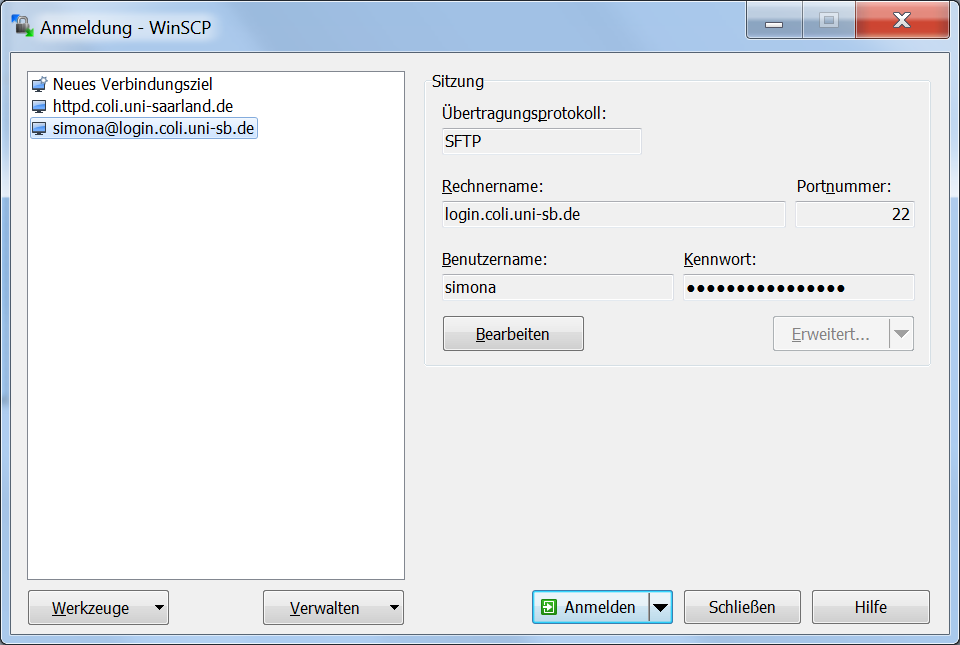 Anmeldung - WinSCP
Neues Verbindungsziel
httpd.coli.uni-saarland.de
simona@login.coli.uni-sb.de
Sitzung
Übertragungsprotokoll:
SFTP
Rechnername: Portnummer:
login.coli.uni-sb.de 22
Benutzername: Kennwort:
simona ●●●●●●●●●●●●●●●●
Bearbeiten Erweitert...
Werkzeuge Verwalten Anmelden Schließen Hilfe